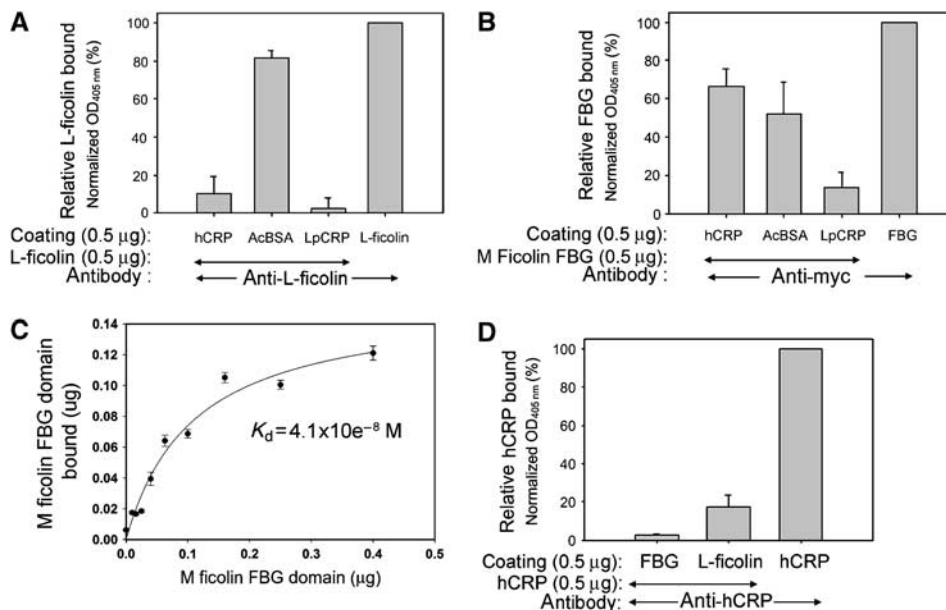 A
Relative L-ficolin bound
Normalized OD405 nm (%)
100
80
60
40
20
0
Coating (0.5 μg): hCRP AcBSA LpCRP L-ficolin
L-ficolin (0.5 μg):
Antibody : Anti-L-ficolin
B
Relative FBG bound
Normalized OD405 nm (%)
100
80
60
40
20
0
Coating (0.5 μg): hCRP AcBSA LpCRP FBG
M Ficolin FBG (0.5 μg):
Antibody : Anti-myc
C
M ficolin FBG domain
bound (ug)
0.14
0.12
0.10
0.08
0.06
0.04
0.02
0.00
Kd = 4.1x10e⁻⁸ M
0.0 0.1 0.2 0.3 0.4 0.5
M ficolin FBG domain (μg)
D
Relative hCRP bound
Normalized OD405 nm (%)
100
80
60
40
20
0
Coating (0.5 μg): FBG L-ficolin hCRP
hCRP (0.5 μg):
Antibody: Anti-hCRP